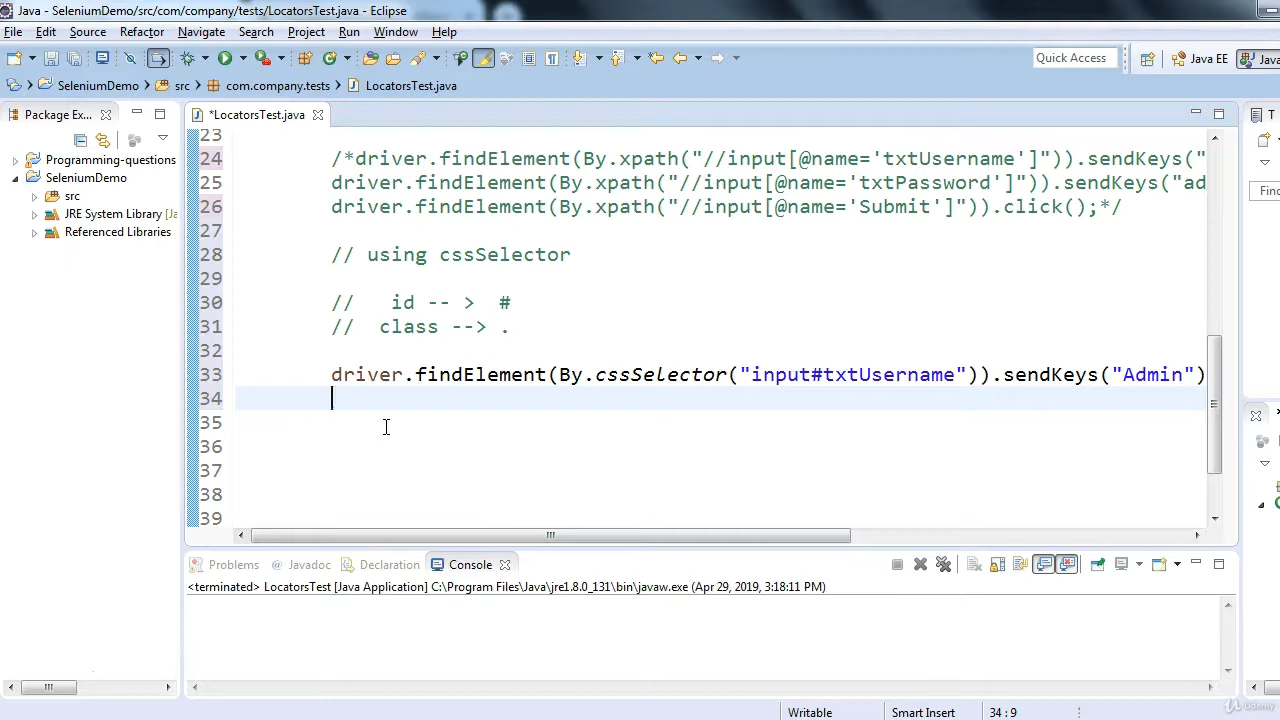 Java - SeleniumDemo/src/com/company/tests/LocatorsTest.java - Eclipse
File Edit Source Refactor Navigate Search Project Run Window Help
Quick Access
Java EE
Java
SeleniumDemo
src
com.company.tests
LocatorsTest.java
Package Ex...
*LocatorsTest.java
T
Programming-questions
SeleniumDemo
src
JRE System Library [Ja
Referenced Libraries
Find
23
24 /*driver.findElement(By.xpath("//input[@name='txtUsername']")).sendKeys("
25 driver.findElement(By.xpath("//input[@name='txtPassword']")).sendKeys("ad
26 driver.findElement(By.xpath("//input[@name='Submit']")).click();*/
27
28 // using cssSelector
29
30 // id -- > #
31 // class --> .
32
33 driver.findElement(By.cssSelector("input#txtUsername")).sendKeys("Admin")
34
35
36
37
38
39
Problems Javadoc Declaration Console
<terminated> LocatorsTest [Java Application] C:\Program Files\Java\jre1.8.0_131\bin\javaw.exe (Apr 29, 2019, 3:18:11 PM)
Writable
Smart Insert
34 : 9
Udemy